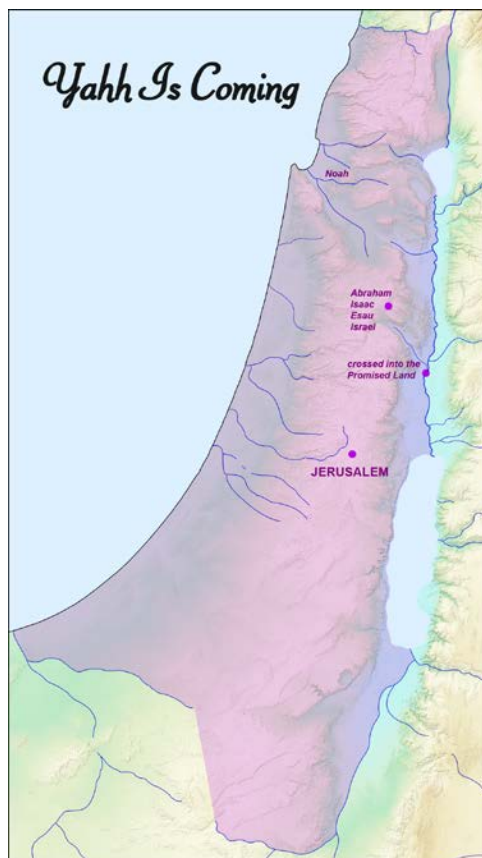 Yahh Is Coming
Noah
Abraham
Isaac
Esau
Israel
crossed into the
Promised Land
JERUSALEM